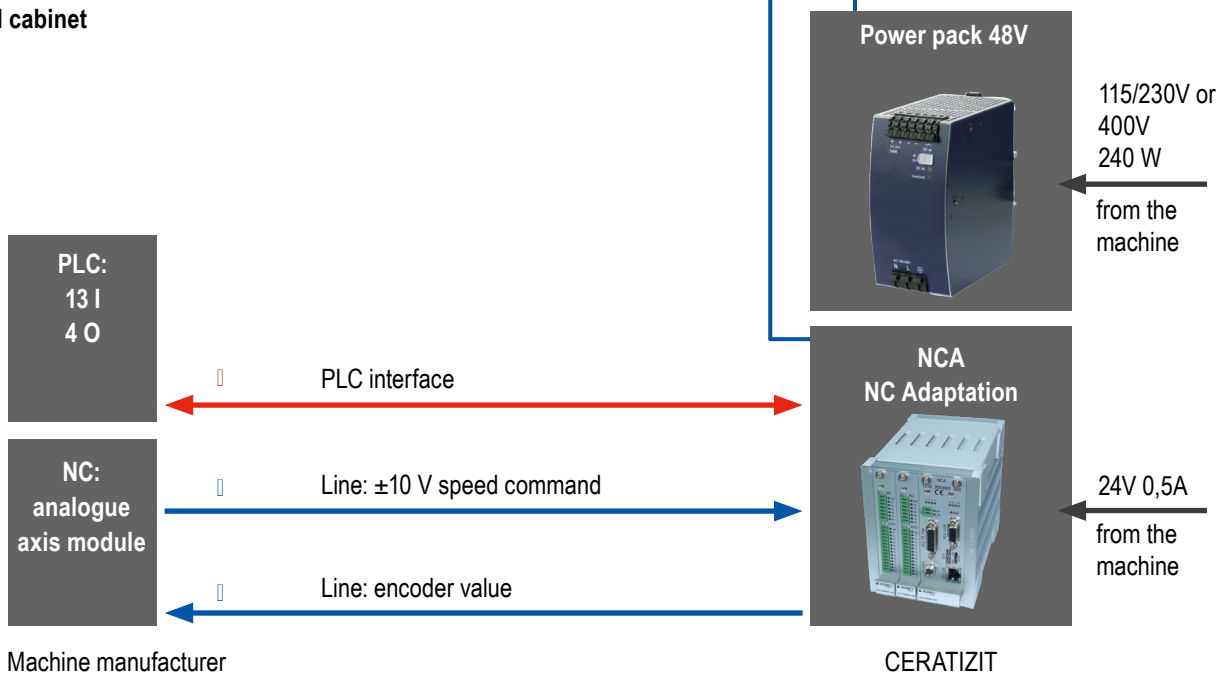 l cabinet
Power pack 48V
115/230V or
400V
240 W
from the
machine
PLC:
13 I
4 O
PLC interface
NCA
NC Adaptation
NC:
analogue
axis module
Line: ±10 V speed command
24V 0,5A
from the
machine
Line: encoder value
Machine manufacturer
CERATIZIT